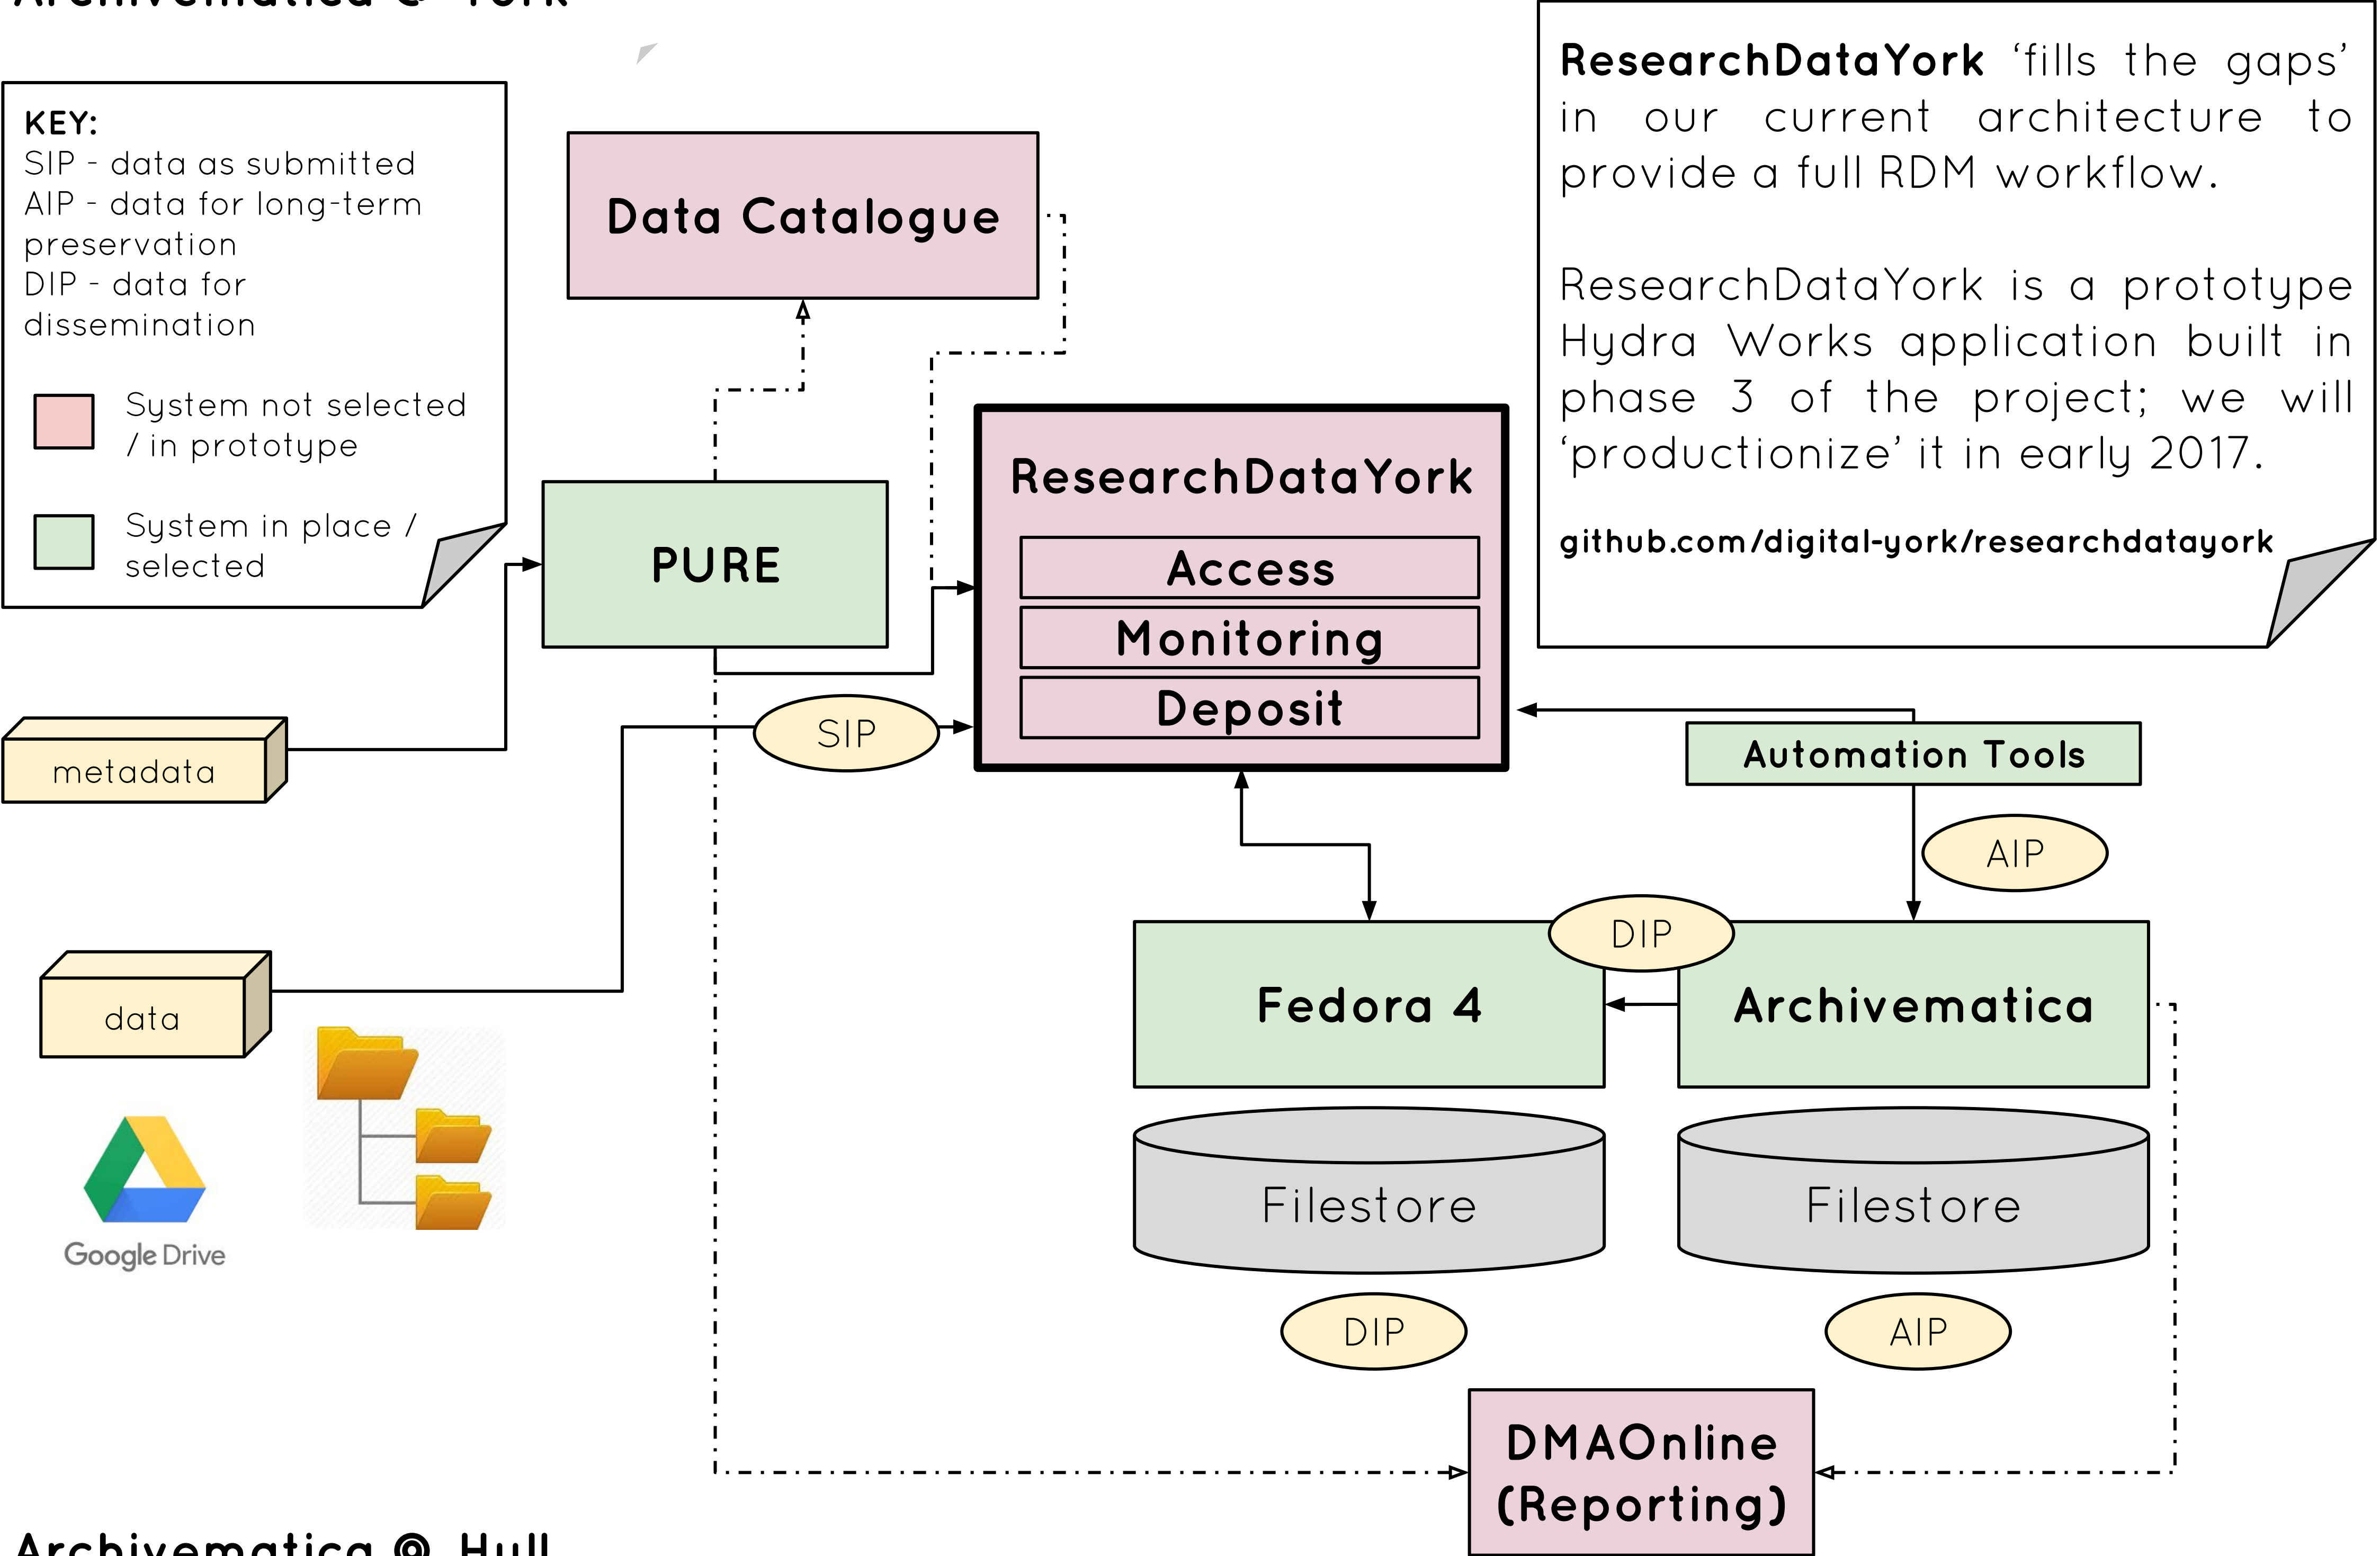 Archivematica @ York
KEY:
SIP - data as submitted
AIP - data for long-term
preservation
DIP - data for
dissemination
System not selected
/ in prototype
System in place /
selected
Data Catalogue
ResearchDataYork ‘fills the gaps’
in our current architecture to
provide a full RDM workflow.
ResearchDataYork is a prototype
Hydra Works application built in
phase 3 of the project; we will
‘productionize’ it in early 2017.
github.com/digital-york/researchdatayork
PURE
ResearchDataYork
Access
Monitoring
Deposit
metadata
SIP
Automation Tools
AIP
DIP
data
Fedora 4
Archivematica
Google Drive
Filestore
Filestore
DIP
AIP
DMAOnline
(Reporting)
Archivematica @ Hull